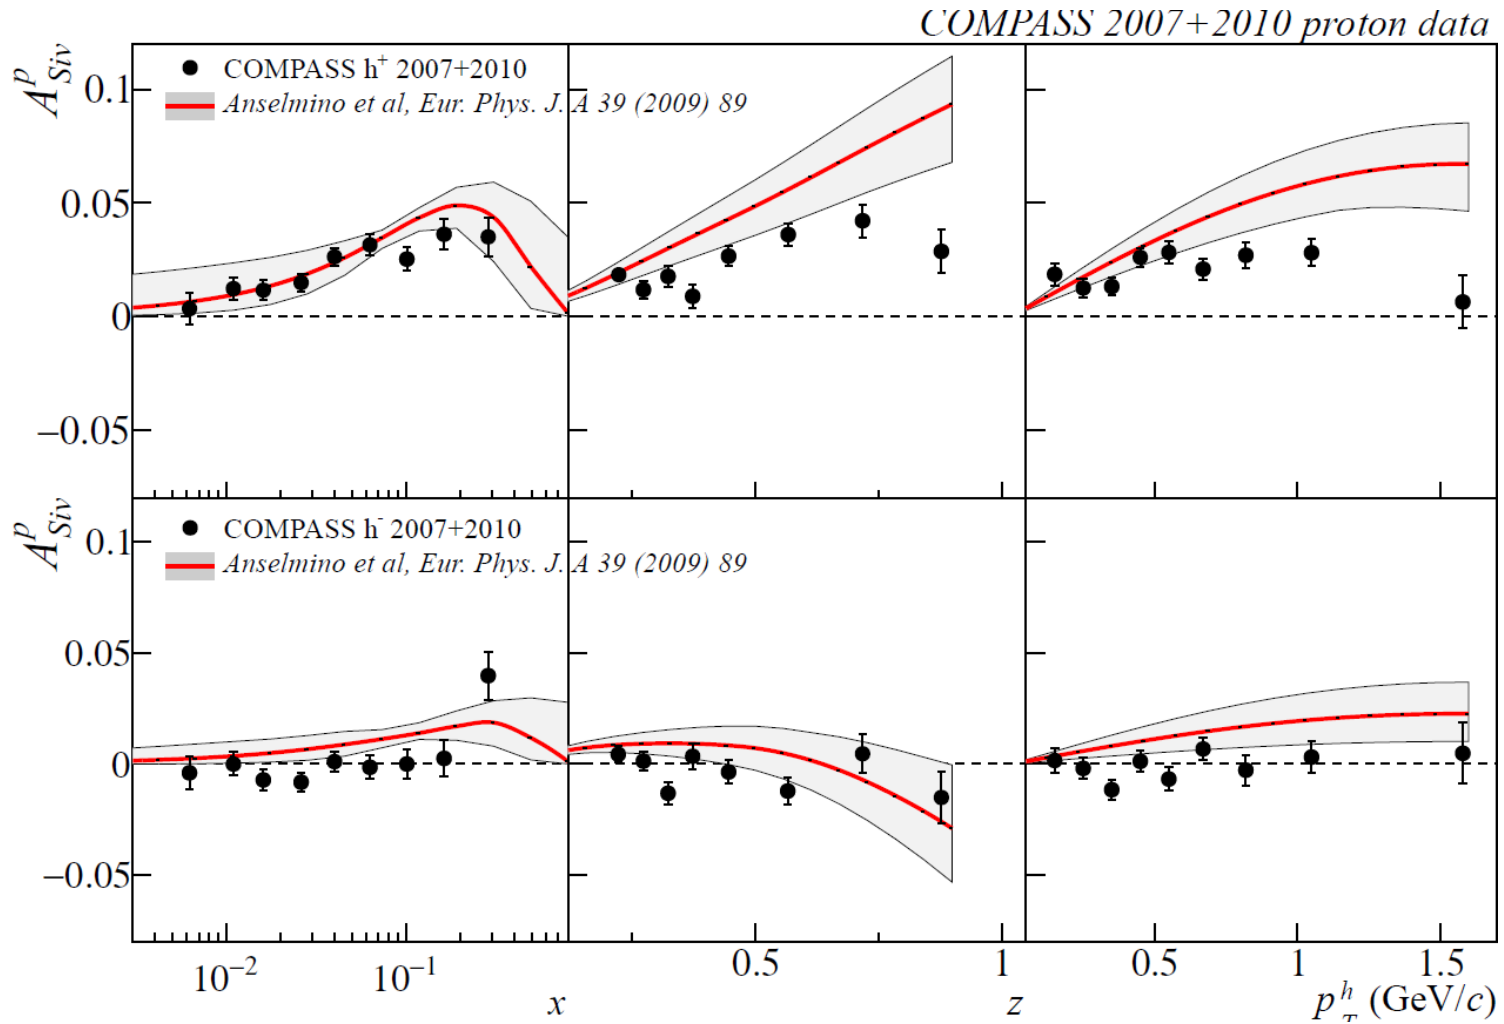 COMPASS 2007+2010 proton data
A^p_Siv
COMPASS h⁺ 2007+2010
Anselmino et al, Eur. Phys. J. A 39 (2009) 89
0.1
0.05
0
−0.05
A^p_Siv
COMPASS h⁻ 2007+2010
Anselmino et al, Eur. Phys. J. A 39 (2009) 89
0.1
0.05
0
−0.05
10⁻² 10⁻¹ 0.5 1 0.5 1 1.5
x z p^h_T (GeV/c)